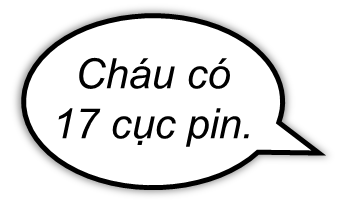 Cháu có
17 cục pin.